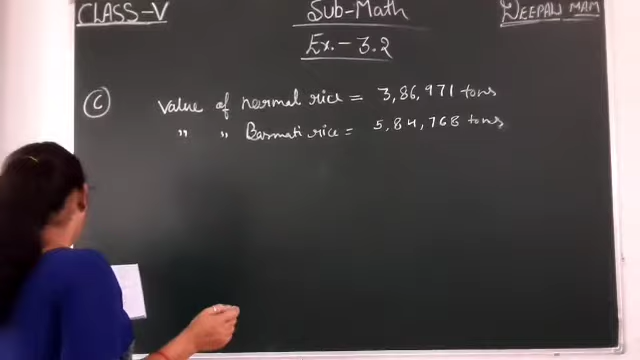 CLASS-V
Sub-Math
DEEPALI MAM
Ex.- 3.2
(C) value of normal rice = 3,86,971 tons
" " Basmati rice = 5,84,768 tons